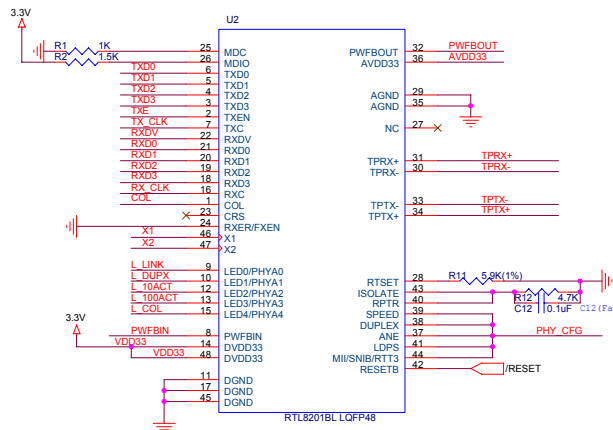 3.3V
U2
R1 1K 25 MDC PWFBOUT 32 PWFBOUT
R2 1.5K 26 MDIO AVDD33 36 AVDD33
TXD0 6 TXD0
TXD1 5 TXD1
TXD2 4 TXD2 AGND 29
TXD3 3 TXD3 AGND 35
TXE 2 TXEN
TX_CLK 7 TXC NC 27
RXDV 22 RXDV
RXD0 21 RXD0
RXD1 20 RXD1 TPRX+ 31 TPRX+
RXD2 19 RXD2 TPRX- 30 TPRX-
RXD3 18 RXD3
RX_CLK 16 RXC
COL 1 COL TPTX- 33 TPTX-
23 CRS TPTX+ 34 TPTX+
24 RXER/FXEN
X1 46 X1
X2 47 X2
L_LINK 9 LED0/PHYA0
L_DUPX 10 LED1/PHYA1 RTSET 28 R11 5.9K(1%)
L_10ACT 12 LED2/PHYA2 ISOLATE 43
L_100ACT 13 LED3/PHYA3 RPTR 40 R12 4.7K
L_COL 15 LED4/PHYA4 SPEED 39 C12 0.1uF C12(Fa
3.3V DUPLEX 38
PWFBIN 8 PWFBIN ANE 37 PHY_CFG
VDD33 14 DVDD33 LDPS 41
VDD33 48 DVDD33 MII/SNIB/RTT3 44
RESETB 42 /RESET
11 DGND
17 DGND
45 DGND
RTL8201BL LQFP48